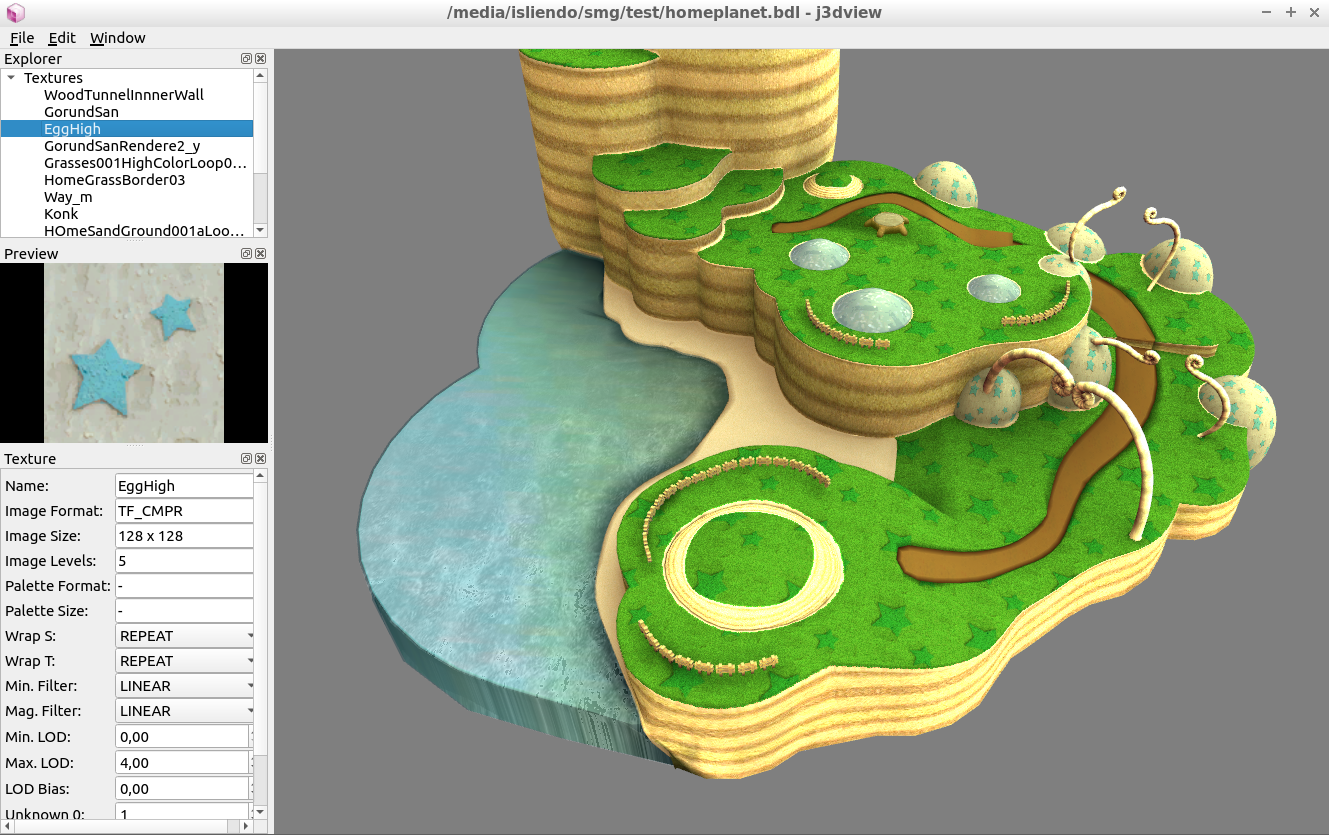 /media/isliendo/smg/test/homeplanet.bdl - j3dview
File Edit Window
Explorer
Textures
WoodTunnelInnnerWall
GorundSan
EggHigh
GorundSanRendere2_y
Grasses001HighColorLoop0...
HomeGrassBorder03
Way_m
Konk
HOmeSandGround001aLoo...
Preview
Texture
Name: EggHigh
Image Format: TF_CMPR
Image Size: 128 x 128
Image Levels: 5
Palette Format: -
Palette Size: -
Wrap S: REPEAT
Wrap T: REPEAT
Min. Filter: LINEAR
Mag. Filter: LINEAR
Min. LOD: 0,00
Max. LOD: 4,00
LOD Bias: 0,00
Unknown 0: 1